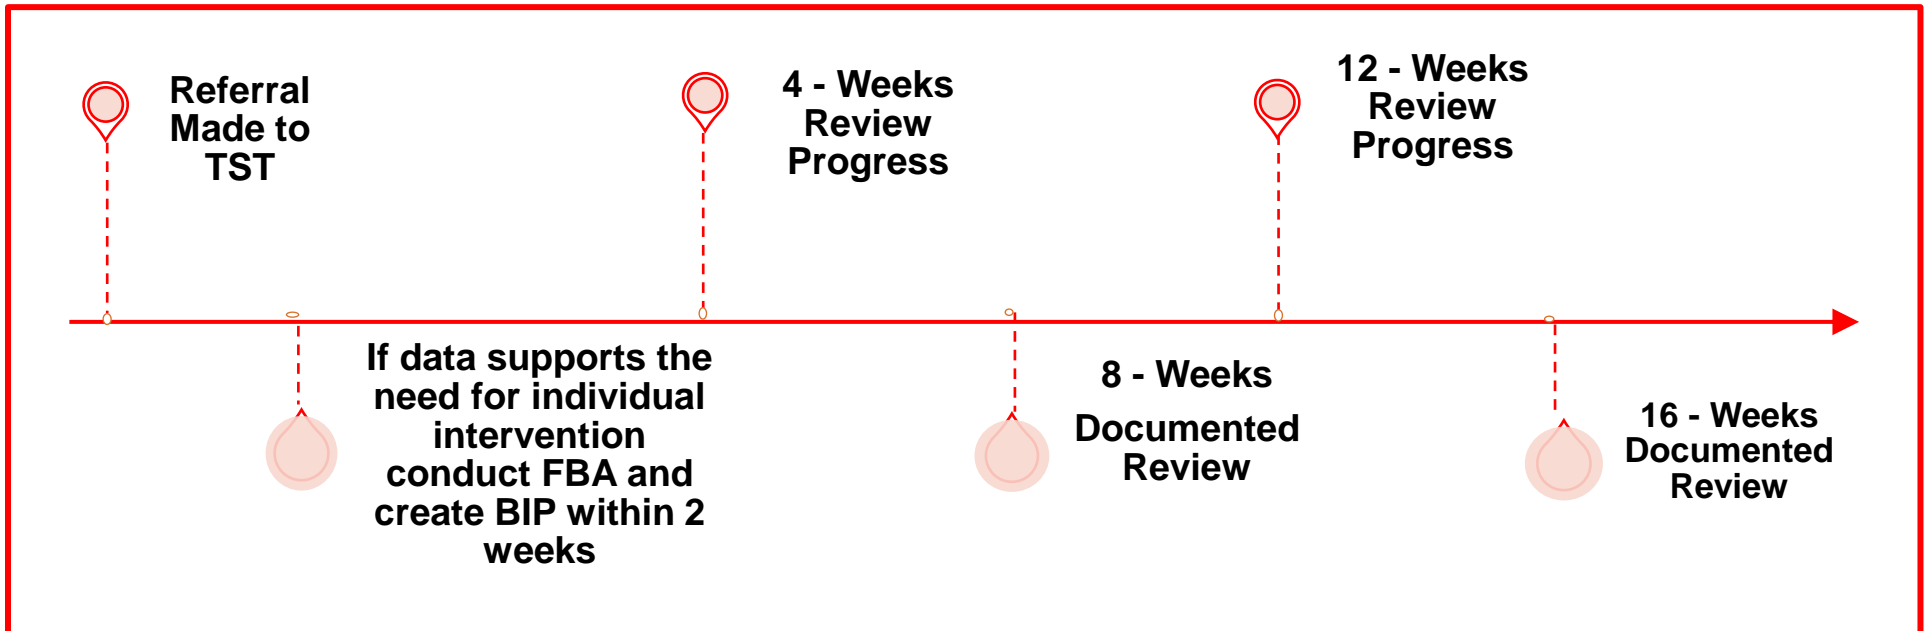 Referral
Made to
TST
If data supports the
need for individual
intervention
conduct FBA and
create BIP within 2
weeks
4 - Weeks
Review
Progress
8 - Weeks
Documented
Review
12 - Weeks
Review
Progress
16 - Weeks
Documented
Review